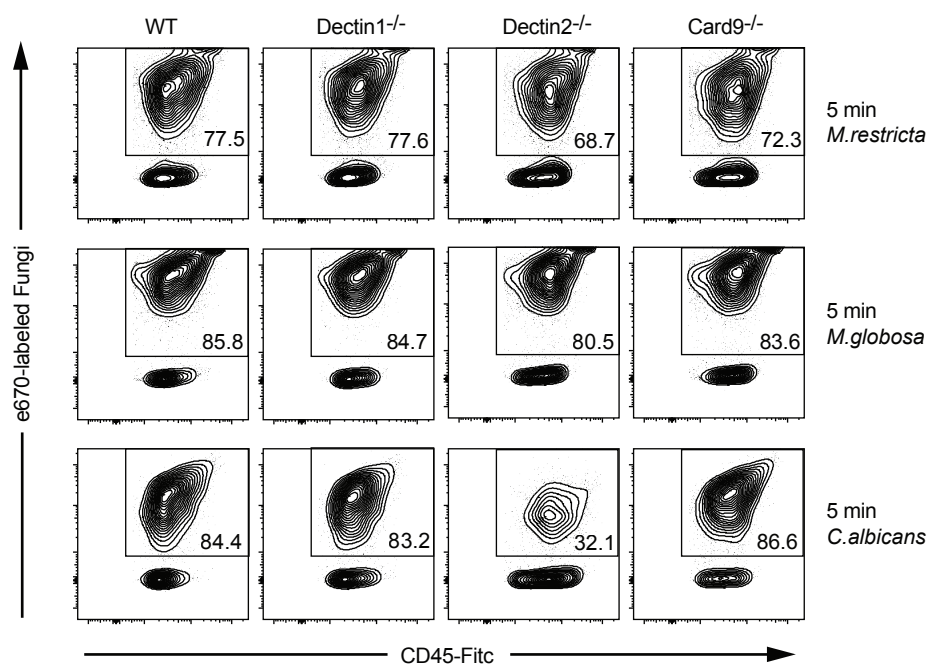 WT Dectin1-/- Dectin2-/- Card9-/-
77.5 77.6 68.7 72.3
5 min
M.restricta
85.8 84.7 80.5 83.6
5 min
M.globosa
84.4 83.2 32.1 86.6
5 min
C.albicans
e670-labeled Fungi
CD45-Fitc